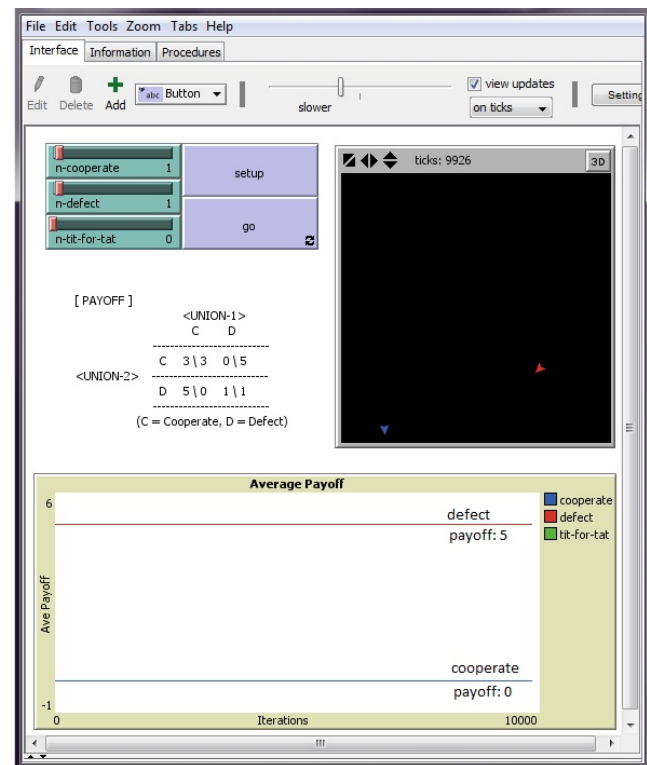 File Edit Tools Zoom Tabs Help
Interface Information Procedures
Edit Delete Add abc Button slower view updates on ticks Setting
n-cooperate 1
n-defect 1
n-tit-for-tat 0
setup
go
ticks: 9926 3D
[ PAYOFF ]
<UNION-1>
C D
C 3\3 0\5
<UNION-2>
D 5\0 1\1
(C = Cooperate, D = Defect)
Average Payoff
6
Ave Payoff
-1
defect
payoff: 5
cooperate
payoff: 0
0 Iterations 10000
cooperate
defect
tit-for-tat